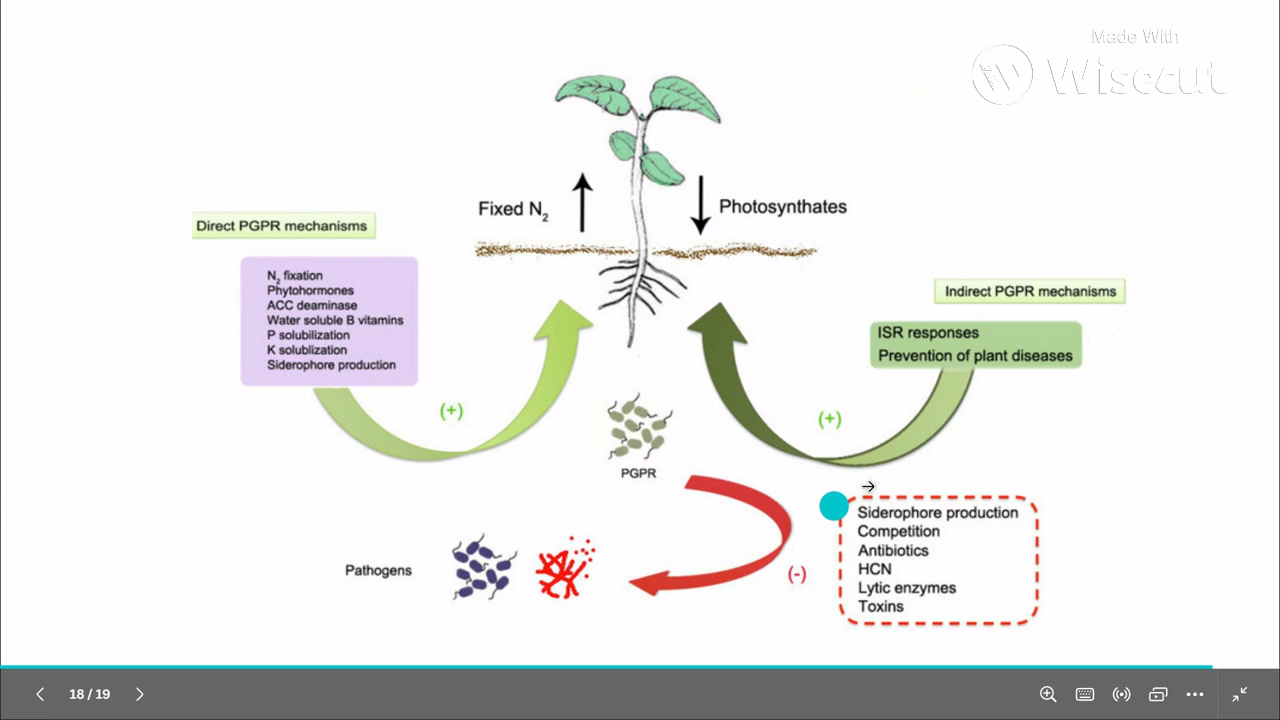 Made With
Wisecut
Fixed N2
Photosynthates
Direct PGPR mechanisms
N2 fixation
Phytohormones
ACC deaminase
Water soluble B vitamins
P solubilization
K solublization
Siderophore production
Indirect PGPR mechanisms
ISR responses
Prevention of plant diseases
(+)
(+)
PGPR
Siderophore production
Competition
Antibiotics
HCN
Lytic enzymes
Toxins
(-)
Pathogens
18 / 19